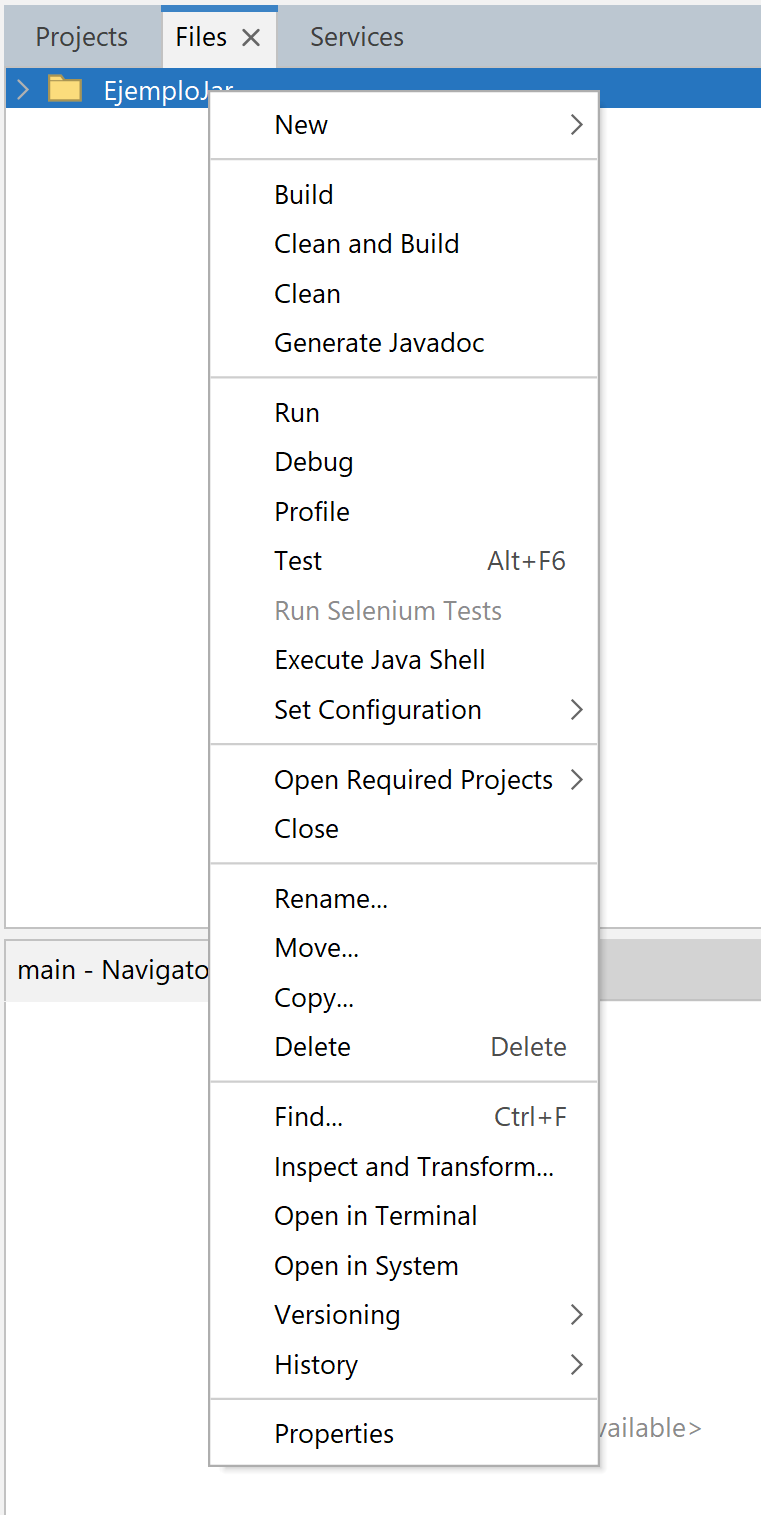 Projects Files Services
EjemploJar
New
Build
Clean and Build
Clean
Generate Javadoc
Run
Debug
Profile
Test Alt+F6
Run Selenium Tests
Execute Java Shell
Set Configuration
Open Required Projects
Close
Rename...
Move...
Copy...
Delete Delete
Find... Ctrl+F
Inspect and Transform...
Open in Terminal
Open in System
Versioning
History
Properties
main - Navigato